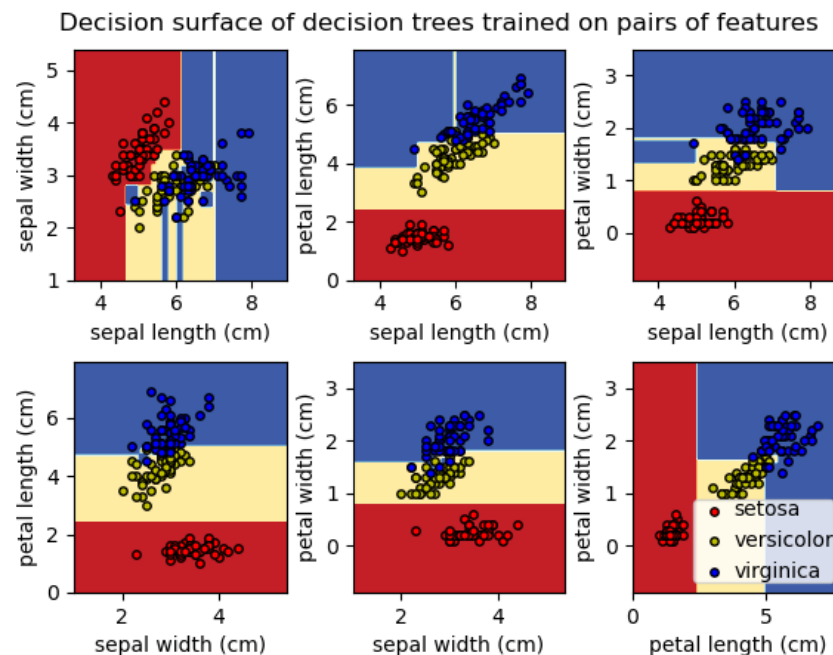 Decision surface of decision trees trained on pairs of features
5
4
3
2
1
sepal width (cm)
4
6
8
sepal length (cm)
6
4
2
0
petal length (cm)
4
6
8
sepal length (cm)
3
2
1
0
petal width (cm)
4
6
8
sepal length (cm)
6
4
2
0
petal length (cm)
2
4
sepal width (cm)
3
2
1
0
petal width (cm)
2
4
sepal width (cm)
3
2
1
0
petal width (cm)
0
5
petal length (cm)
setosa
versicolor
virginica